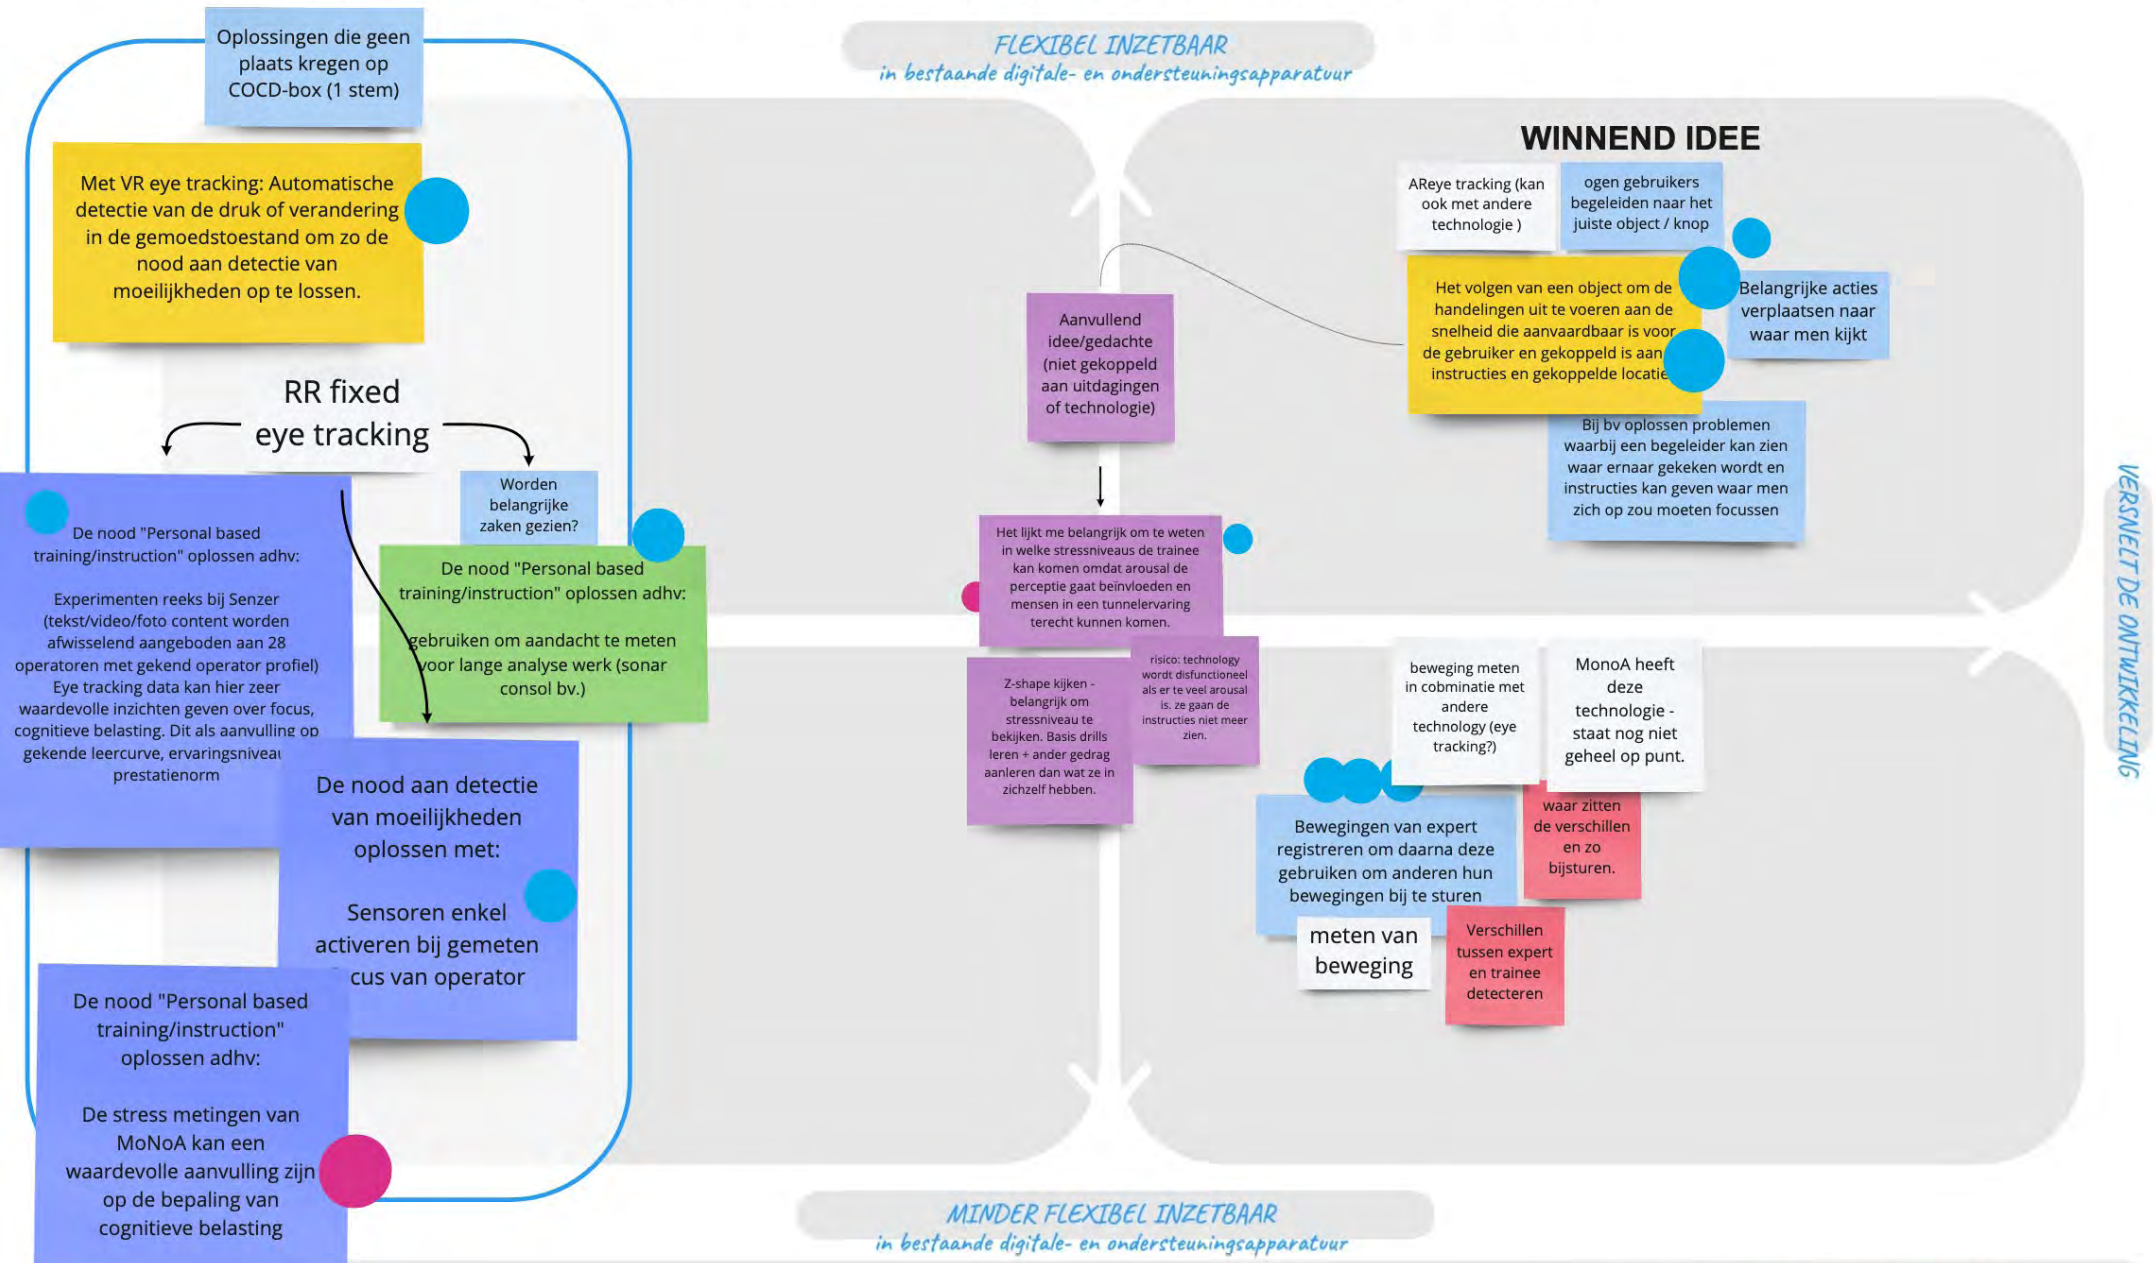 Oplossingen die geen
plaats kregen op
COCD-box (1 stem)
Met VR eye tracking: Automatische
detectie van de druk of verandering
in de gemoedstoestand om zo de
nood aan detectie van
moeilijkheden op te lossen.
RR fixed
eye tracking
Worden
belangrijke
zaken gezien?
De nood "Personal based
training/instruction" oplossen adhv:
Experimenten reeks bij Senzer
(tekst/video/foto content worden
afwisselend aangeboden aan 28
operatoren met gekend operator profiel)
Eye tracking data kan hier zeer
waardevolle inzichten geven over focus,
cognitieve belasting. Dit als aanvulling op
gekende leercurve, ervaringsniveau
prestatienorm
De nood "Personal based
training/instruction" oplossen adhv:
gebruiken om aandacht te meten
voor lange analyse werk (sonar
consol bv.)
De nood aan detectie
van moeilijkheden
oplossen met:
Sensoren enkel
activeren bij gemeten
cus van operator
De nood "Personal based
training/instruction"
oplossen adhv:
De stress metingen van
MoNoA kan een
waardevolle aanvulling zijn
op de bepaling van
cognitieve belasting
FLEXIBEL INZETBAAR
in bestaande digitale- en ondersteuningsapparatuur
Aanvullend
idee/gedachte
(niet gekoppeld
aan uitdagingen
of technologie)
Het lijkt me belangrijk om te weten
in welke stressniveaus de trainee
kan komen omdat arousal de
perceptie gaat beïnvloeden en
mensen in een tunnelervaring
terecht kunnen komen.
Z-shape kijken -
belangrijk om
stressniveau te
bekijken. Basis drills
leren + ander gedrag
aanleren dan wat ze in
zichzelf hebben.
risico: technology
wordt disfunctioneel
als er te veel arousal
is. ze gaan de
instructies niet meer
zien.
WINNEND IDEE
AReye tracking (kan
ook met andere
technologie )
ogen gebruikers
begeleiden naar het
juiste object / knop
Het volgen van een object om de
handelingen uit te voeren aan de
snelheid die aanvaardbaar is voor
de gebruiker en gekoppeld is aan
instructies en gekoppelde locatie
Belangrijke acties
verplaatsen naar
waar men kijkt
Bij bv oplossen problemen
waarbij een begeleider kan zien
waar ernaar gekeken wordt en
instructies kan geven waar men
zich op zou moeten focussen
VERSNELT DE ONTWIKKELING
beweging meten
in cobminatie met
andere
technology (eye
tracking?)
MonoA heeft
deze
technologie -
staat nog niet
geheel op punt.
Bewegingen van expert
registreren om daarna deze
gebruiken om anderen hun
bewegingen bij te sturen
waar zitten
de verschillen
en zo
bijsturen.
meten van
beweging
Verschillen
tussen expert
en trainee
detecteren
MINDER FLEXIBEL INZETBAAR
in bestaande digitale- en ondersteuningsapparatuur